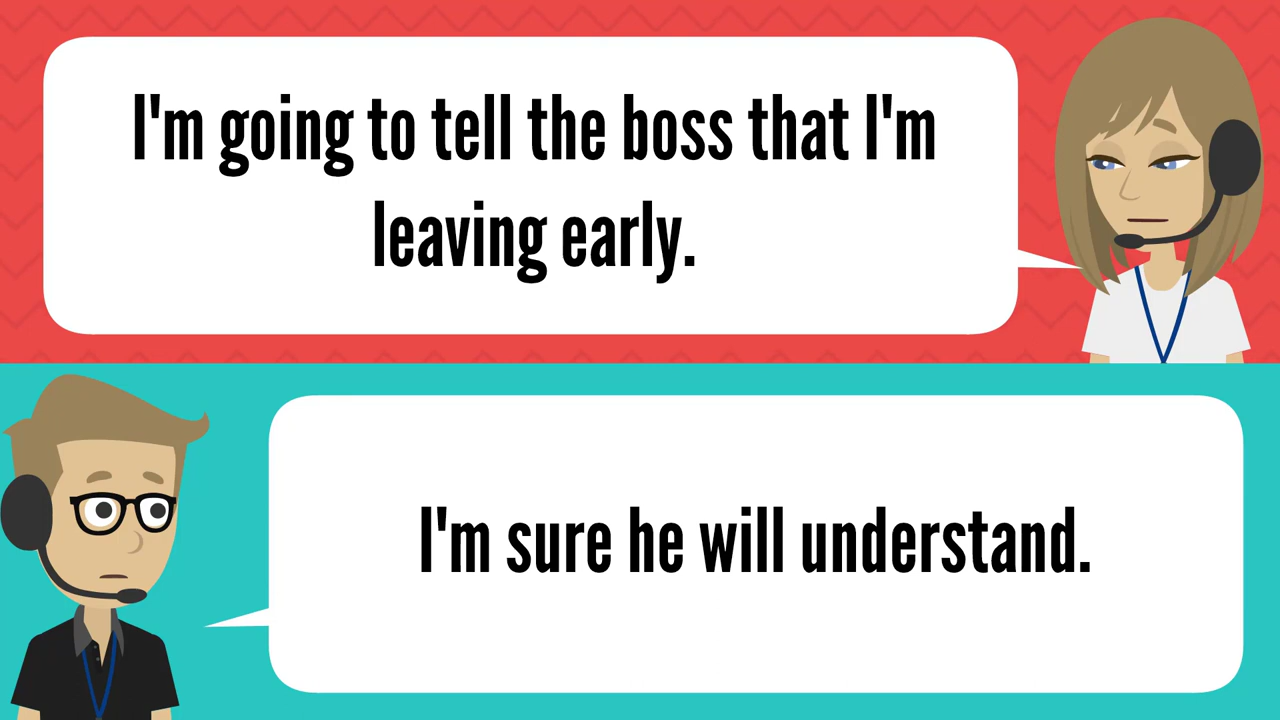 I'm going to tell the boss that I'm
leaving early.
I'm sure he will understand.